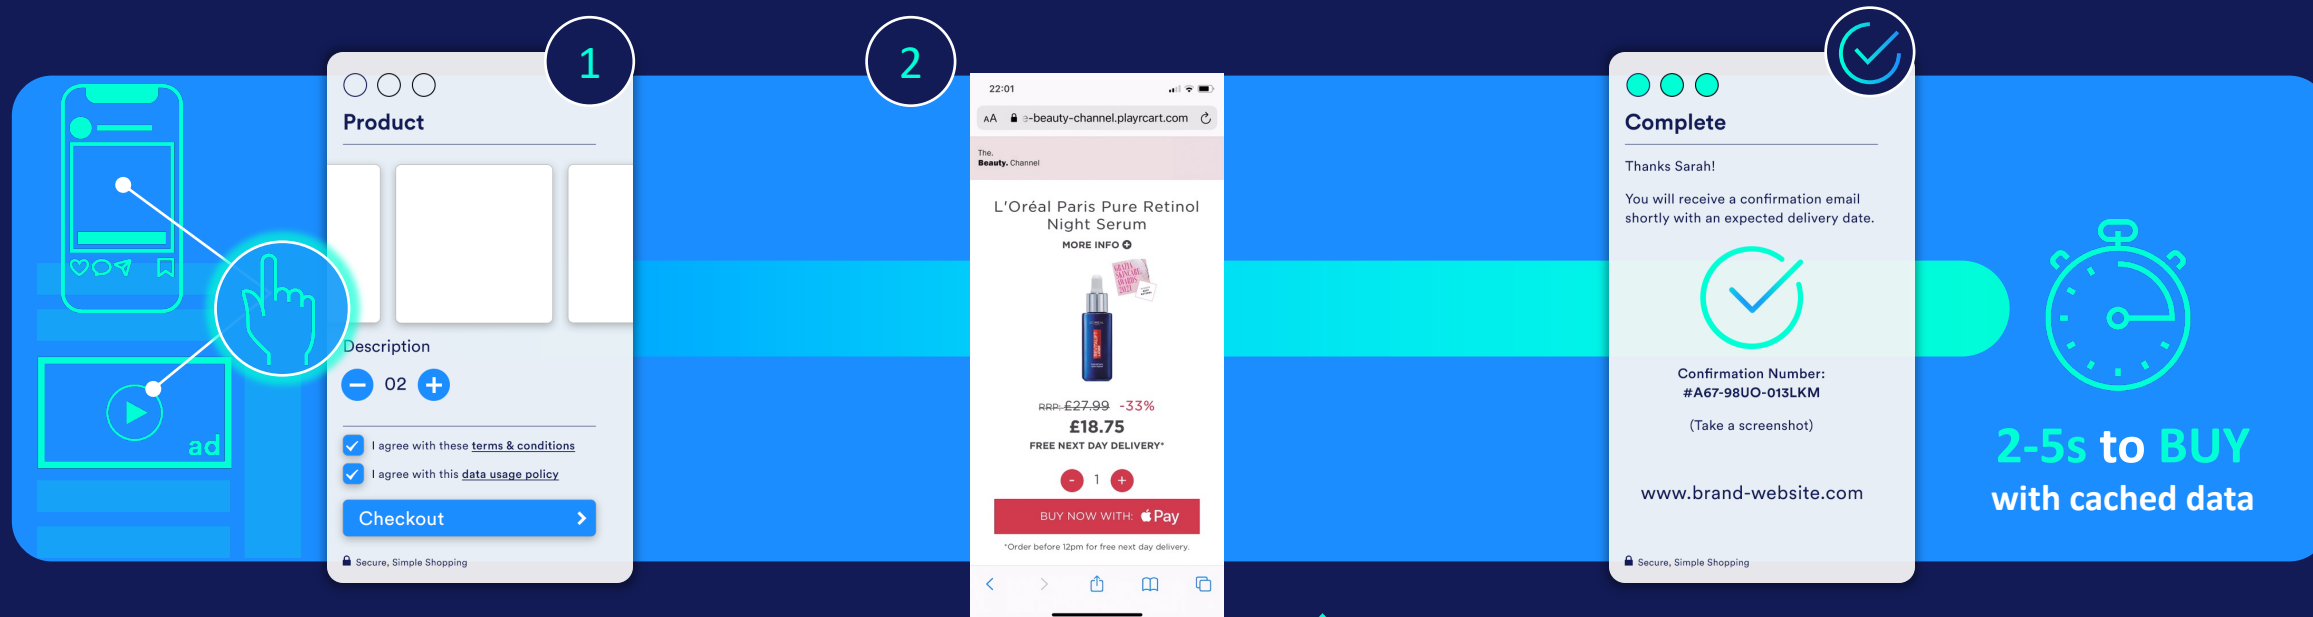 ad
1
Product
Description
02
I agree with these terms & conditions
I agree with this data usage policy
Checkout
Secure, Simple Shopping
2
22:01
AA
e-beauty-channel.playrcart.com
The.
Beauty. Channel
L'Oréal Paris Pure Retinol
Night Serum
MORE INFO
GRAZIA
SKINCARE
AWARDS
2021
RRP: £27.99 -33%
£18.75
FREE NEXT DAY DELIVERY*
- 1 +
BUY NOW WITH: Pay
*Order before 12pm for free next day delivery.
Complete
Thanks Sarah!
You will receive a confirmation email
shortly with an expected delivery date.
Confirmation Number:
#A67-98UO-013LKM
(Take a screenshot)
www.brand-website.com
Secure, Simple Shopping
2-5s to BUY
with cached data